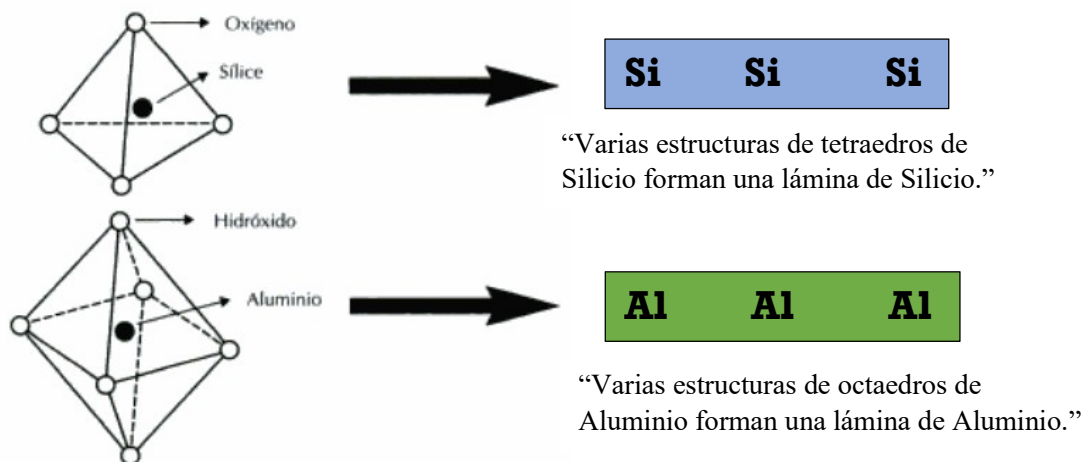 Oxígeno
Sílice
Si Si Si
“Varias estructuras de tetraedros de
Silicio forman una lámina de Silicio.”
Hidróxido
Aluminio
Al Al Al
“Varias estructuras de octaedros de
Aluminio forman una lámina de Aluminio.”